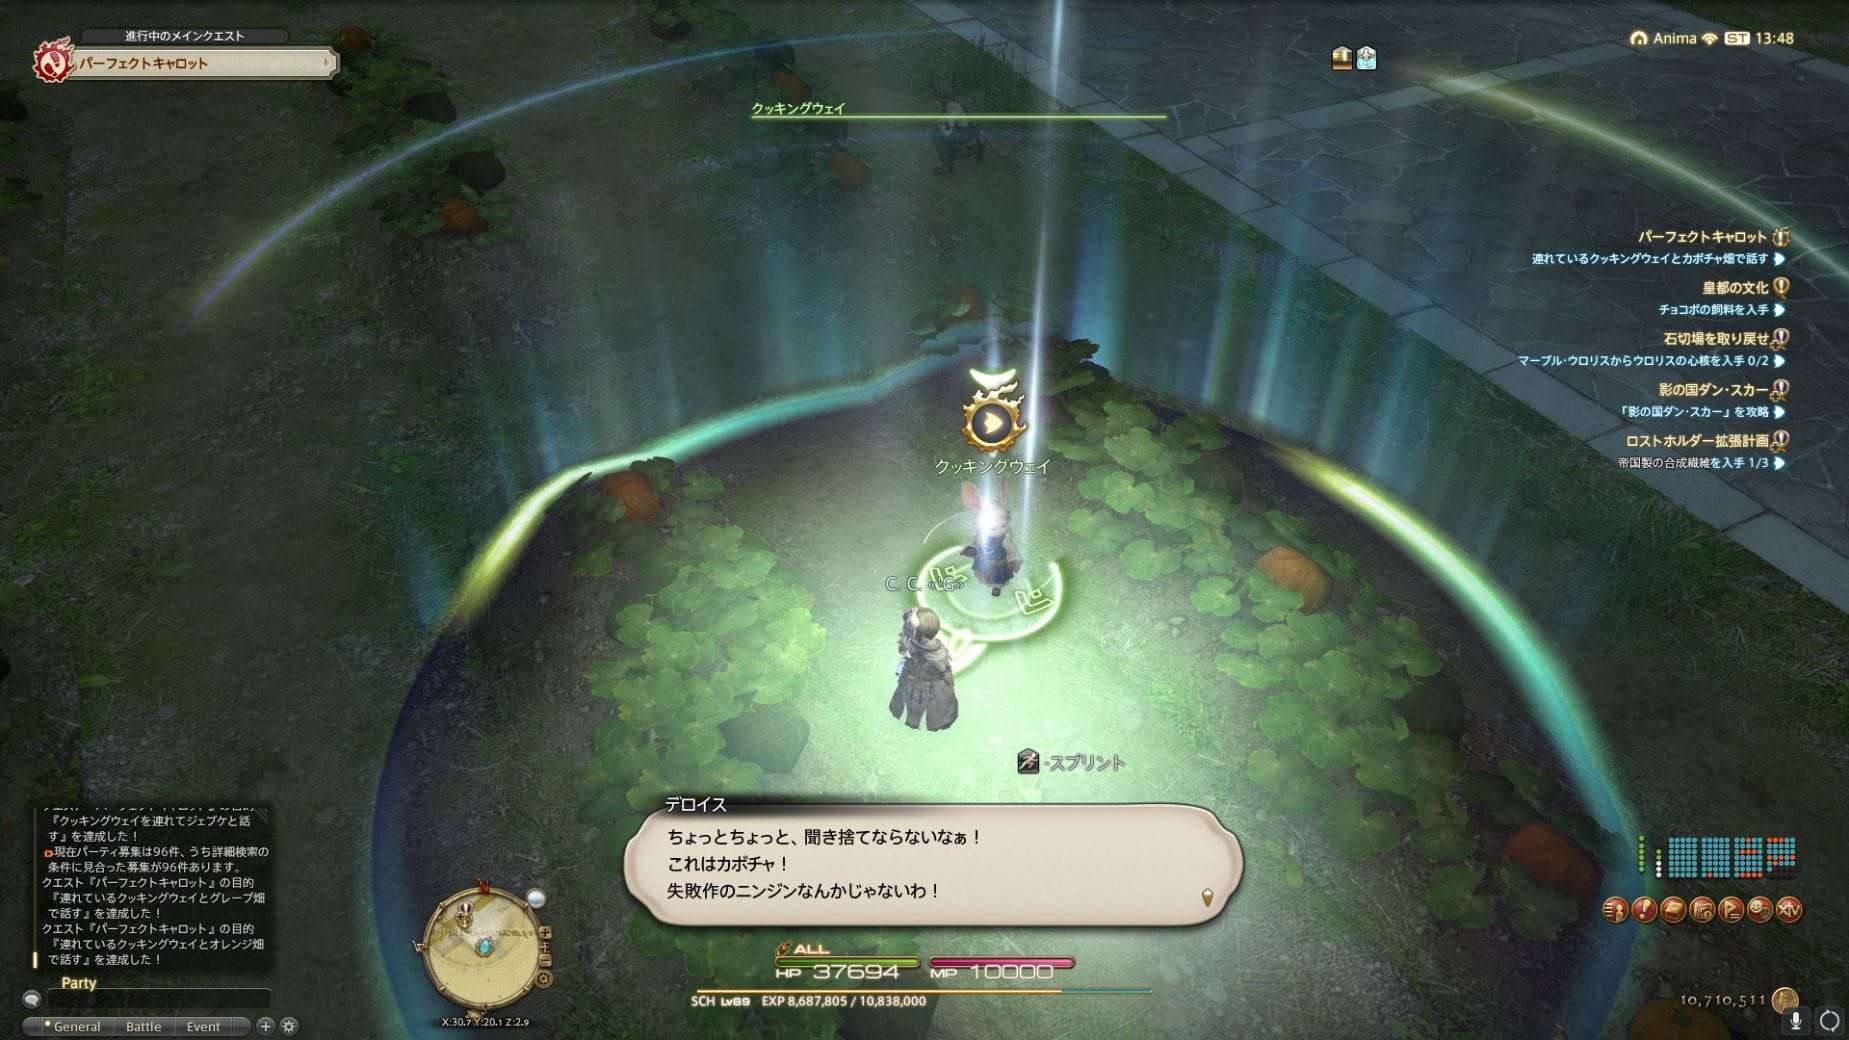 進行中のメインクエスト
パーフェクトキャロット
Anima ST 13:48
クッキングウェイ
パーフェクトキャロット
連れているクッキングウェイとカボチャ畑で話す
皇都の文化
チョコボの飼料を入手
石切場を取り戻せ
マーブル・ウロリスからウロリスの心核を入手 0/2
影の国ダン・スカー
「影の国ダン・スカー」を攻略
ロストホルダー拡張計画
帝国製の合成繊維を入手 1/3
クッキングウェイ
C. C. «'G»
-スプリント
デロイス
ちょっとちょっと、聞き捨てならないなぁ！
これはカボチャ！
失敗作のニンジンなんかじゃないわ！
『クッキングウェイを連れてジェブケと話
す』を達成した！
現在パーティ募集は96件、うち詳細検索の
条件に見合った募集が96件あります。
クエスト『パーフェクトキャロット』の目的
『連れているクッキングウェイとグレープ畑
で話す』を達成した！
クエスト『パーフェクトキャロット』の目的
『連れているクッキングウェイとオレンジ畑
で話す』を達成した！
Party
General Battle Event
X:30.7 Y:20.1 Z:2.9
ALL
HP 37694 MP 10000
SCH Lv89 EXP 8,687,805 / 10,838,000
10,710,511